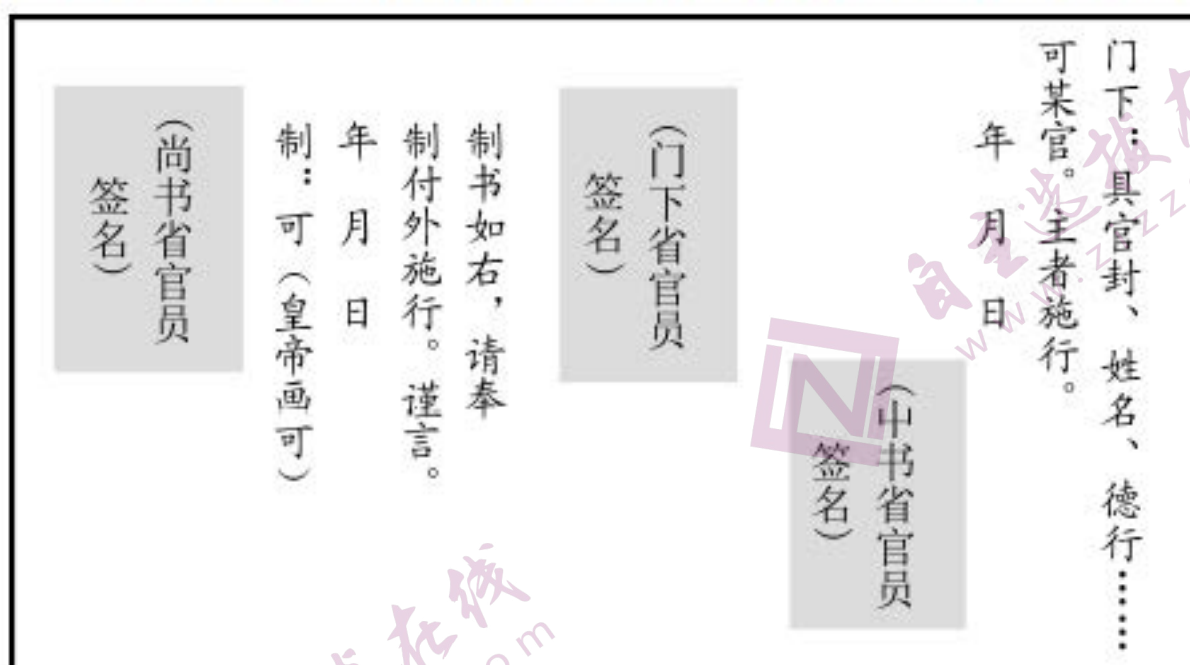 门下：具官封、姓名、德行……
可某官。主者施行。
年 月 日
（中书省官员
签名）
（门下省官员
签名）
制书如右，请奉
制付外施行。谨言。
年 月 日
制：可（皇帝画可）
（尚书省官员
签名）